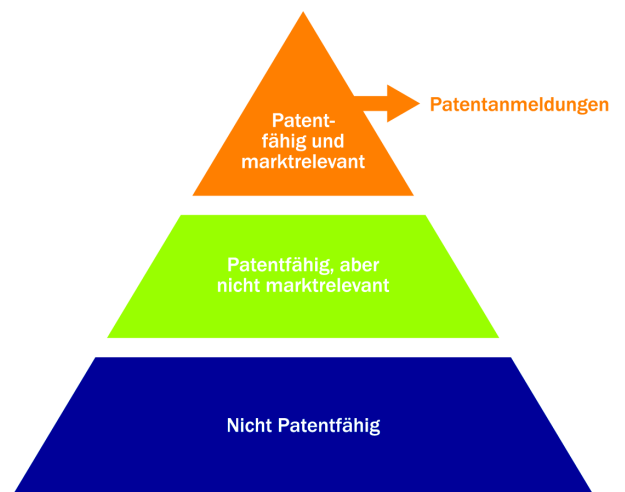 Patent-
fähig und
marktrelevant
Patentanmeldungen
Patentfähig, aber
nicht marktrelevant
Nicht Patentfähig